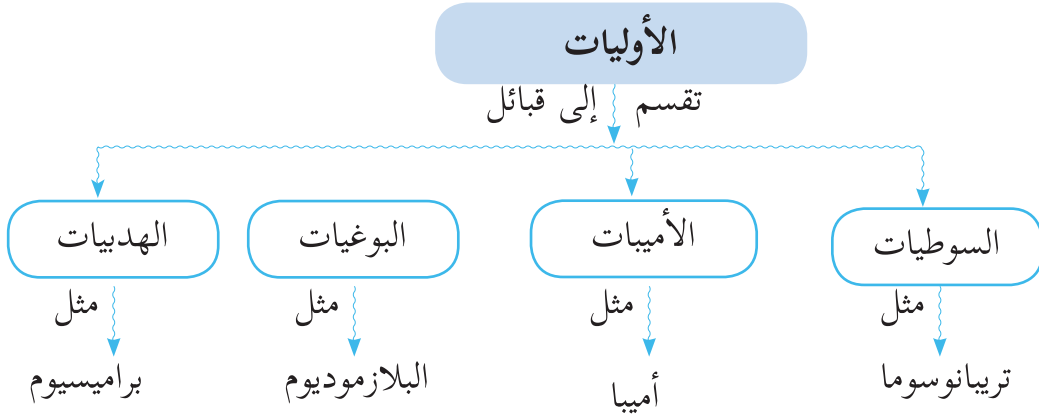 الأوليات
تقسم إلى قبائل
السوطيات
الأميبات
البوغيات
الهدبيات
مثل
مثل
مثل
مثل
تريبانوسوما
أميبا
البلازموديوم
براميسيوم